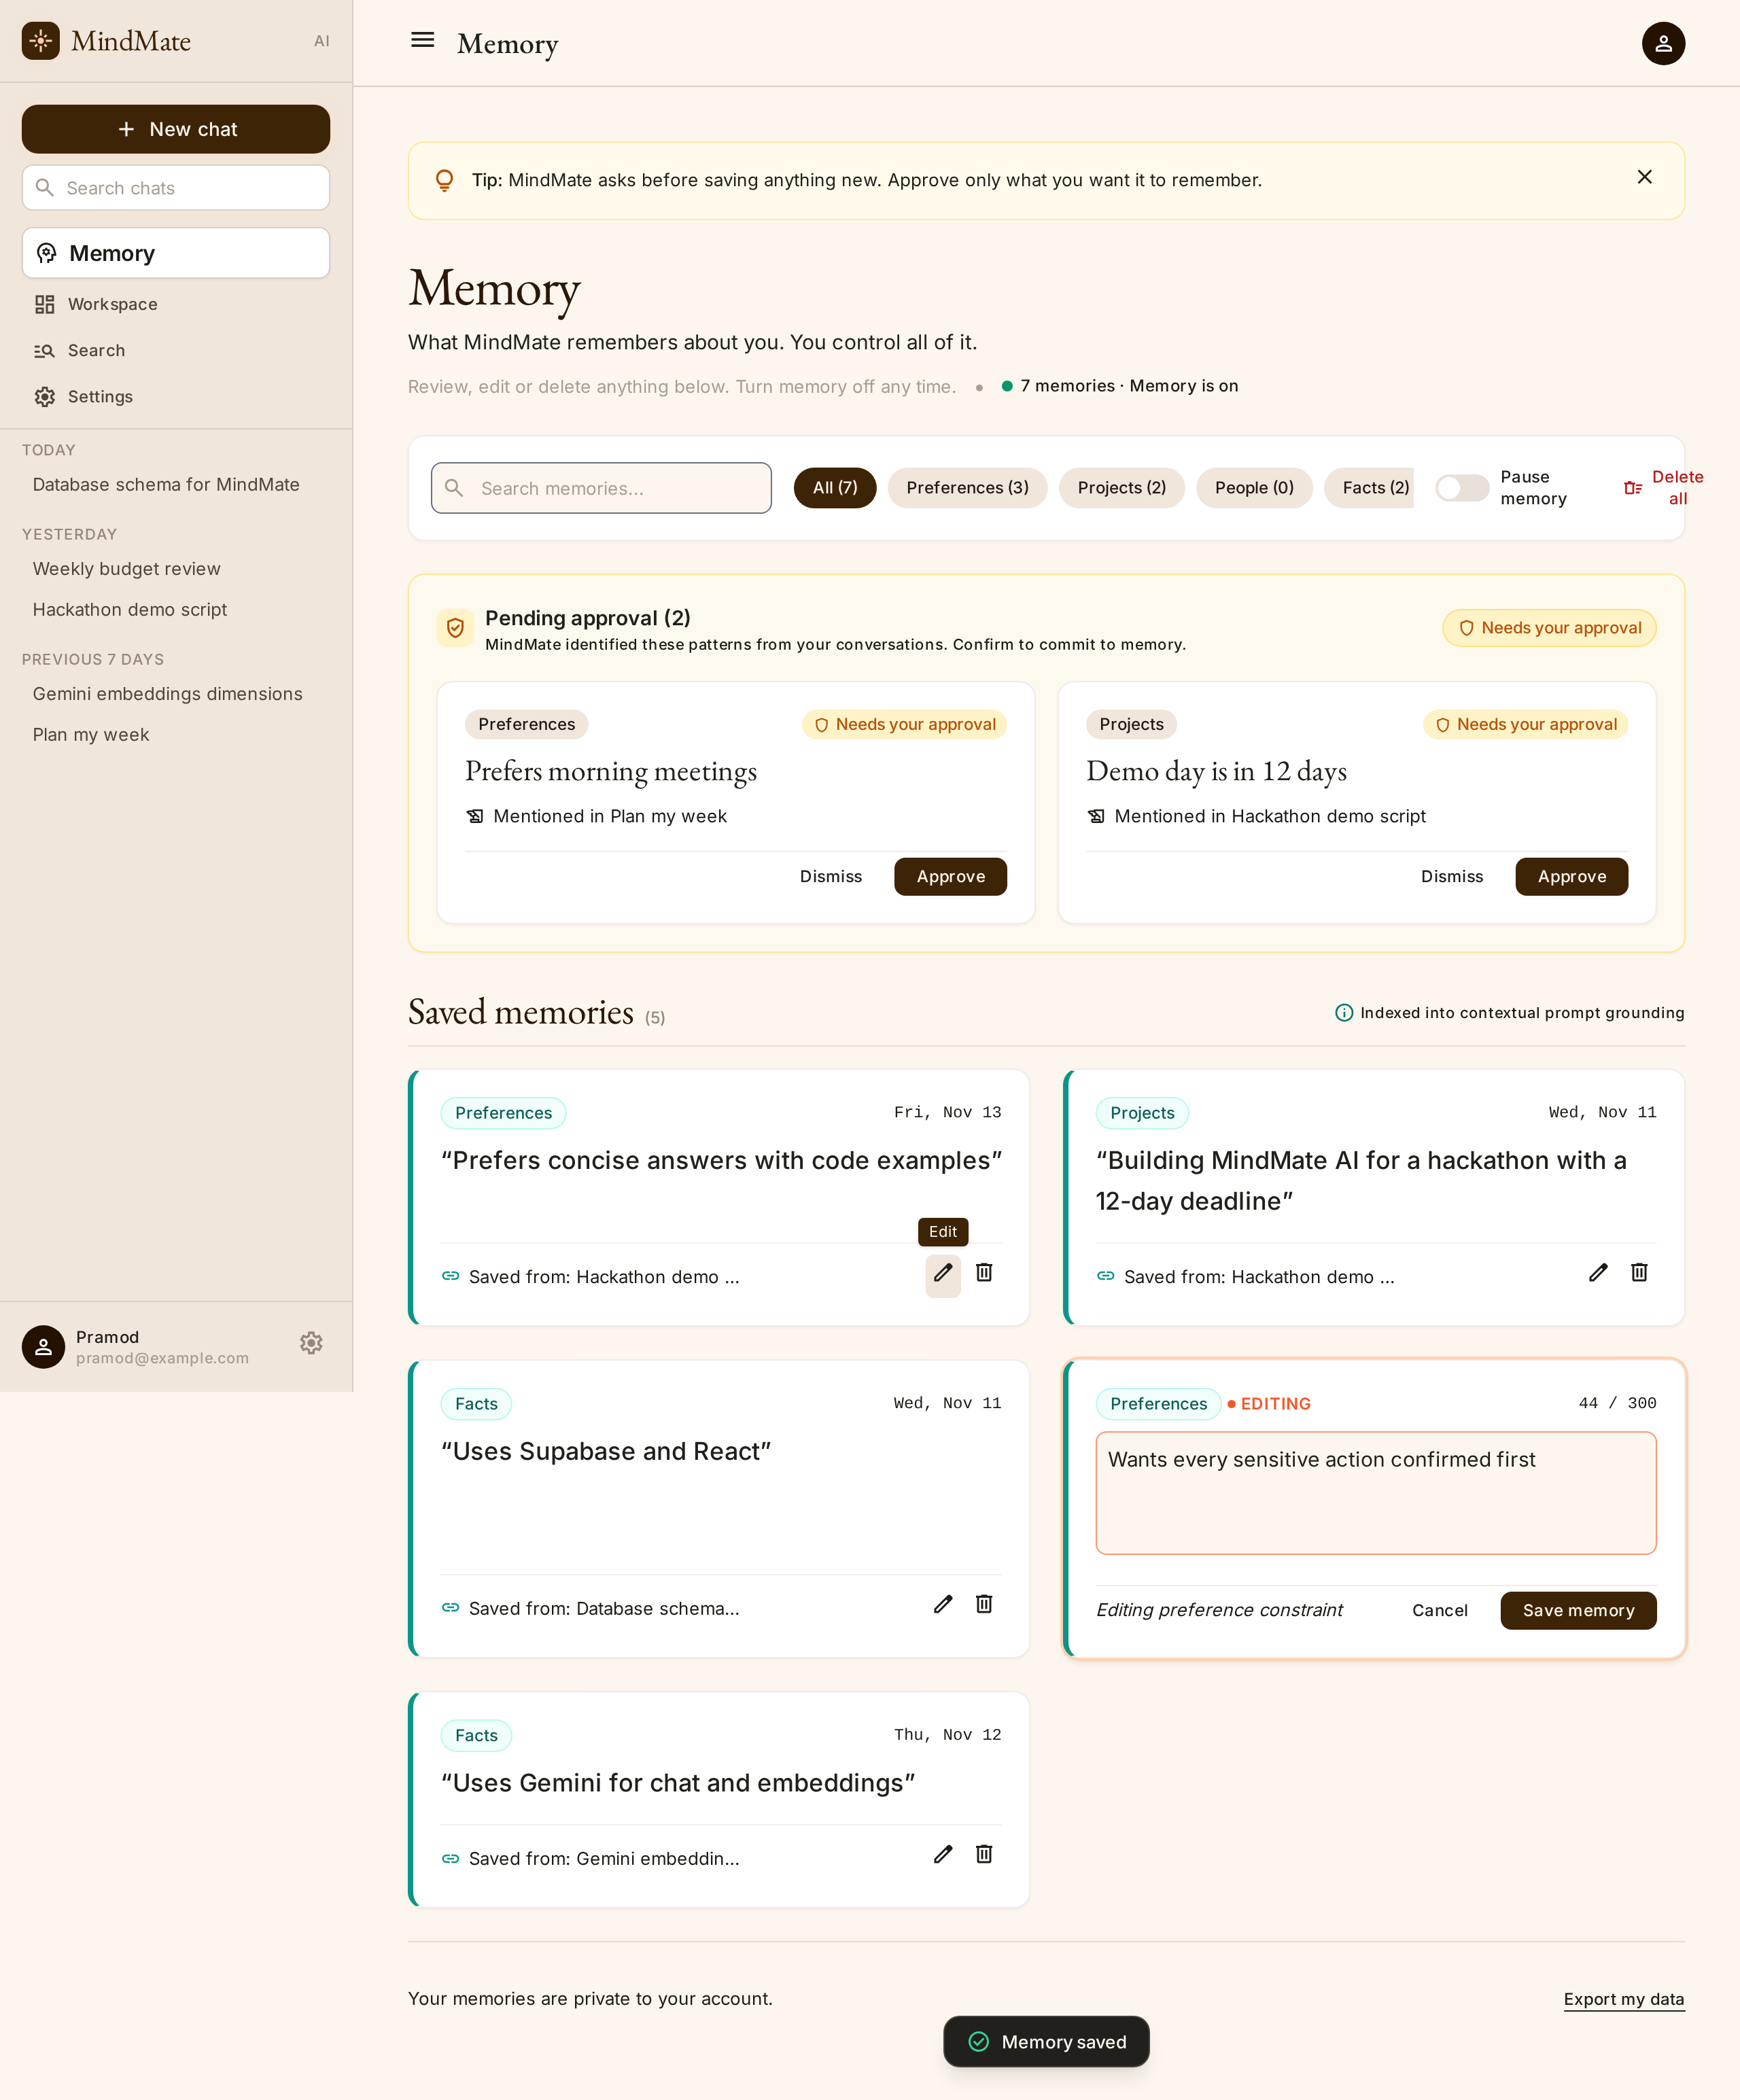 MindMate
AI
New chat
Search chats
Memory
Workspace
Search
Settings
TODAY
Database schema for MindMate
YESTERDAY
Weekly budget review
Hackathon demo script
PREVIOUS 7 DAYS
Gemini embeddings dimensions
Plan my week
Pramod
pramod@example.com
Memory
Tip: MindMate asks before saving anything new. Approve only what you want it to remember.
Memory
What MindMate remembers about you. You control all of it.
Review, edit or delete anything below. Turn memory off any time. • 7 memories · Memory is on
Search memories...
All (7)
Preferences (3)
Projects (2)
People (0)
Facts (2)
Pause
memory
Delete
all
Pending approval (2)
MindMate identified these patterns from your conversations. Confirm to commit to memory.
Needs your approval
Preferences
Needs your approval
Prefers morning meetings
Mentioned in Plan my week
Dismiss
Approve
Projects
Needs your approval
Demo day is in 12 days
Mentioned in Hackathon demo script
Dismiss
Approve
Saved memories (5)
Indexed into contextual prompt grounding
Preferences
Fri, Nov 13
“Prefers concise answers with code examples”
Edit
Saved from: Hackathon demo ...
Projects
Wed, Nov 11
“Building MindMate AI for a hackathon with a
12-day deadline”
Saved from: Hackathon demo ...
Facts
Wed, Nov 11
“Uses Supabase and React”
Saved from: Database schema...
Preferences
EDITING
44 / 300
Wants every sensitive action confirmed first
Editing preference constraint
Cancel
Save memory
Facts
Thu, Nov 12
“Uses Gemini for chat and embeddings”
Saved from: Gemini embeddin...
Your memories are private to your account.
Export my data
Memory saved